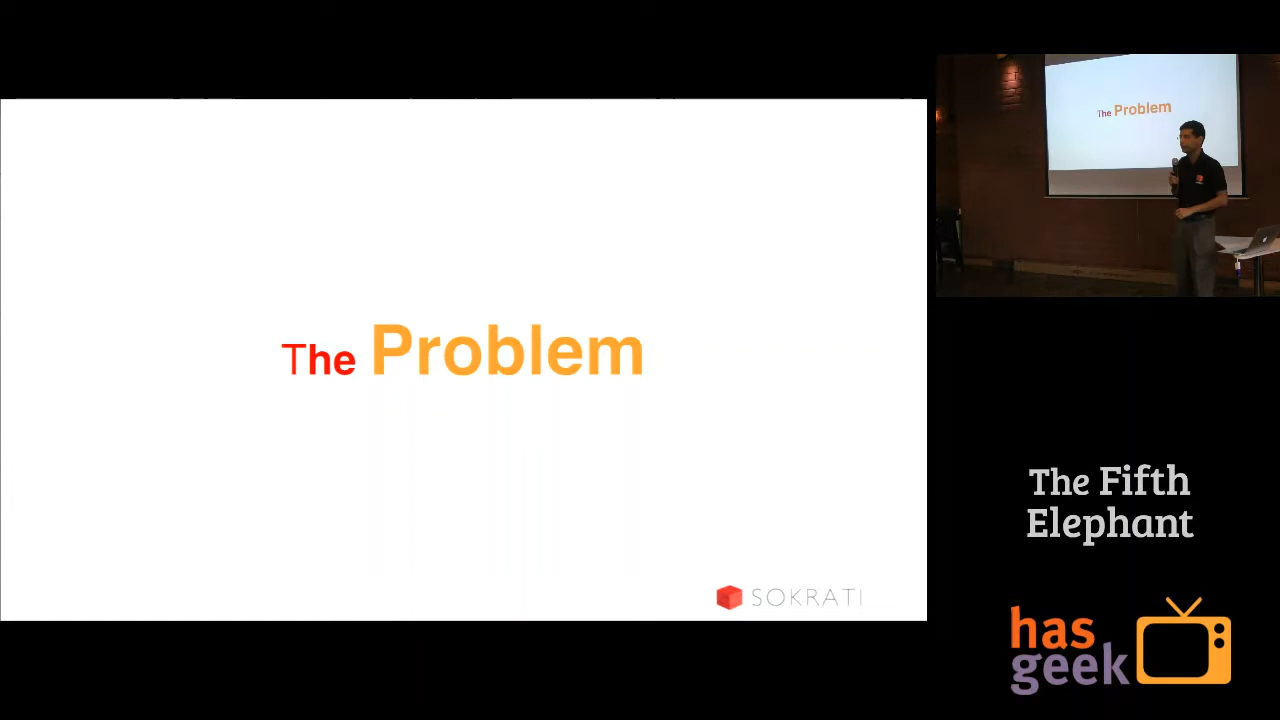 The Problem
SOKRATI
The Problem
The Fifth
Elephant
has
geek